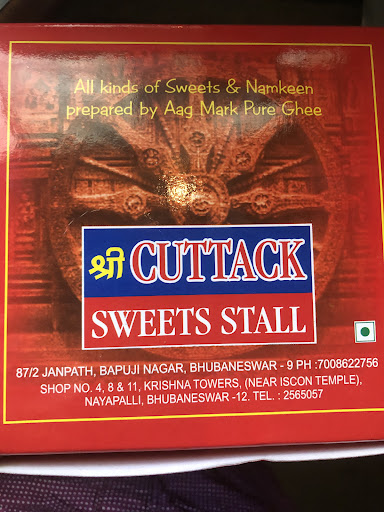 All kinds of Sweets & Namkeen
prepared by Aag Mark Pure Ghee
श्री CUTTACK
SWEETS STALL
87/2 JANPATH, BAPUJI NAGAR, BHUBANESWAR - 9 PH :7008622756
SHOP NO. 4, 8 & 11, KRISHNA TOWERS, (NEAR ISCON TEMPLE),
NAYAPALLI, BHUBANESWAR -12. TEL. : 2565057